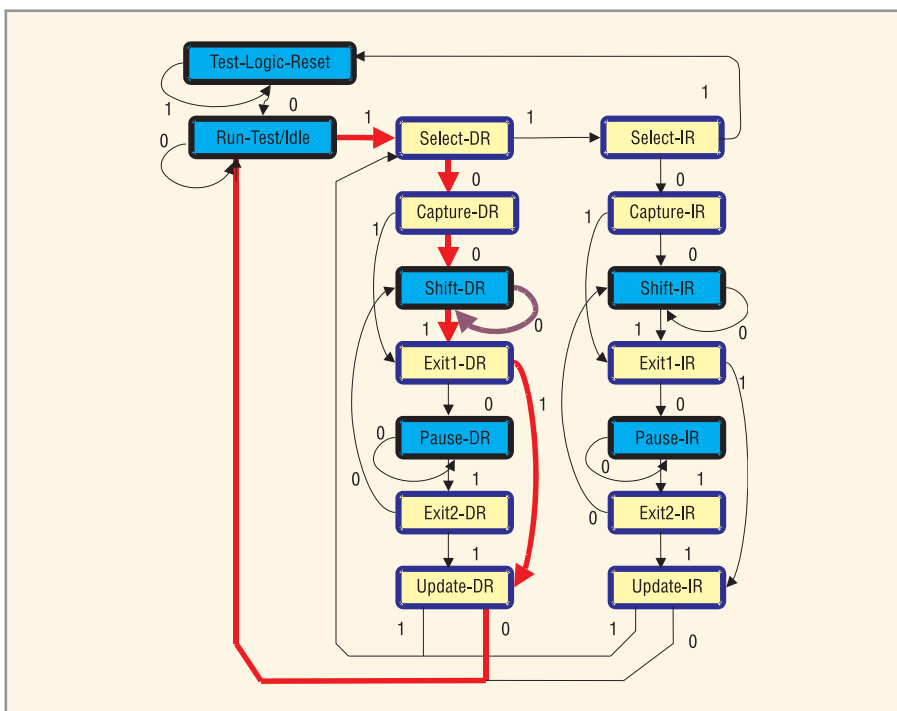 Test-Logic-Reset
1
1
0
Run-Test/Idle
1
Select-DR
1
Select-IR
0
0
0
Capture-DR
Capture-IR
1
1
0
0
Shift-DR
Shift-IR
1
0
1
0
Exit1-DR
Exit1-IR
1
1
0
0
Pause-DR
Pause-IR
0
0
0
1
1
Exit2-DR
Exit2-IR
0
1
1
Update-DR
Update-IR
1
0
1
0